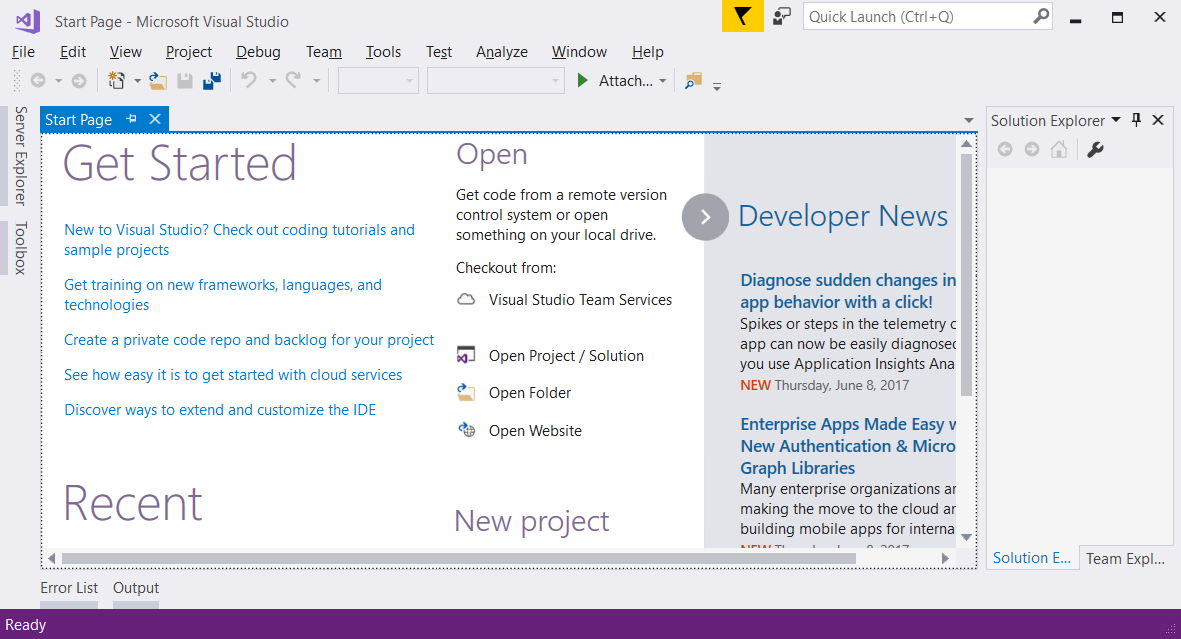 Start Page - Microsoft Visual Studio
Quick Launch (Ctrl+Q)
File Edit View Project Debug Team Tools Test Analyze Window Help
Attach...
Server Explorer
Toolbox
Start Page
Get Started
New to Visual Studio? Check out coding tutorials and
sample projects
Get training on new frameworks, languages, and
technologies
Create a private code repo and backlog for your project
See how easy it is to get started with cloud services
Discover ways to extend and customize the IDE
Recent
Open
Get code from a remote version
control system or open
something on your local drive.
Checkout from:
Visual Studio Team Services
Open Project / Solution
Open Folder
Open Website
New project
Developer News
Diagnose sudden changes in
app behavior with a click!
Spikes or steps in the telemetry
app can now be easily diagnosed
you use Application Insights Ana
NEW Thursday, June 8, 2017
Enterprise Apps Made Easy
New Authentication & Micro
Graph Libraries
Many enterprise organizations ar
making the move to the cloud an
building mobile apps for interna
NEW Thursday, June 8, 2017
Solution Explorer
Solution E...
Team Expl...
Error List Output
Ready